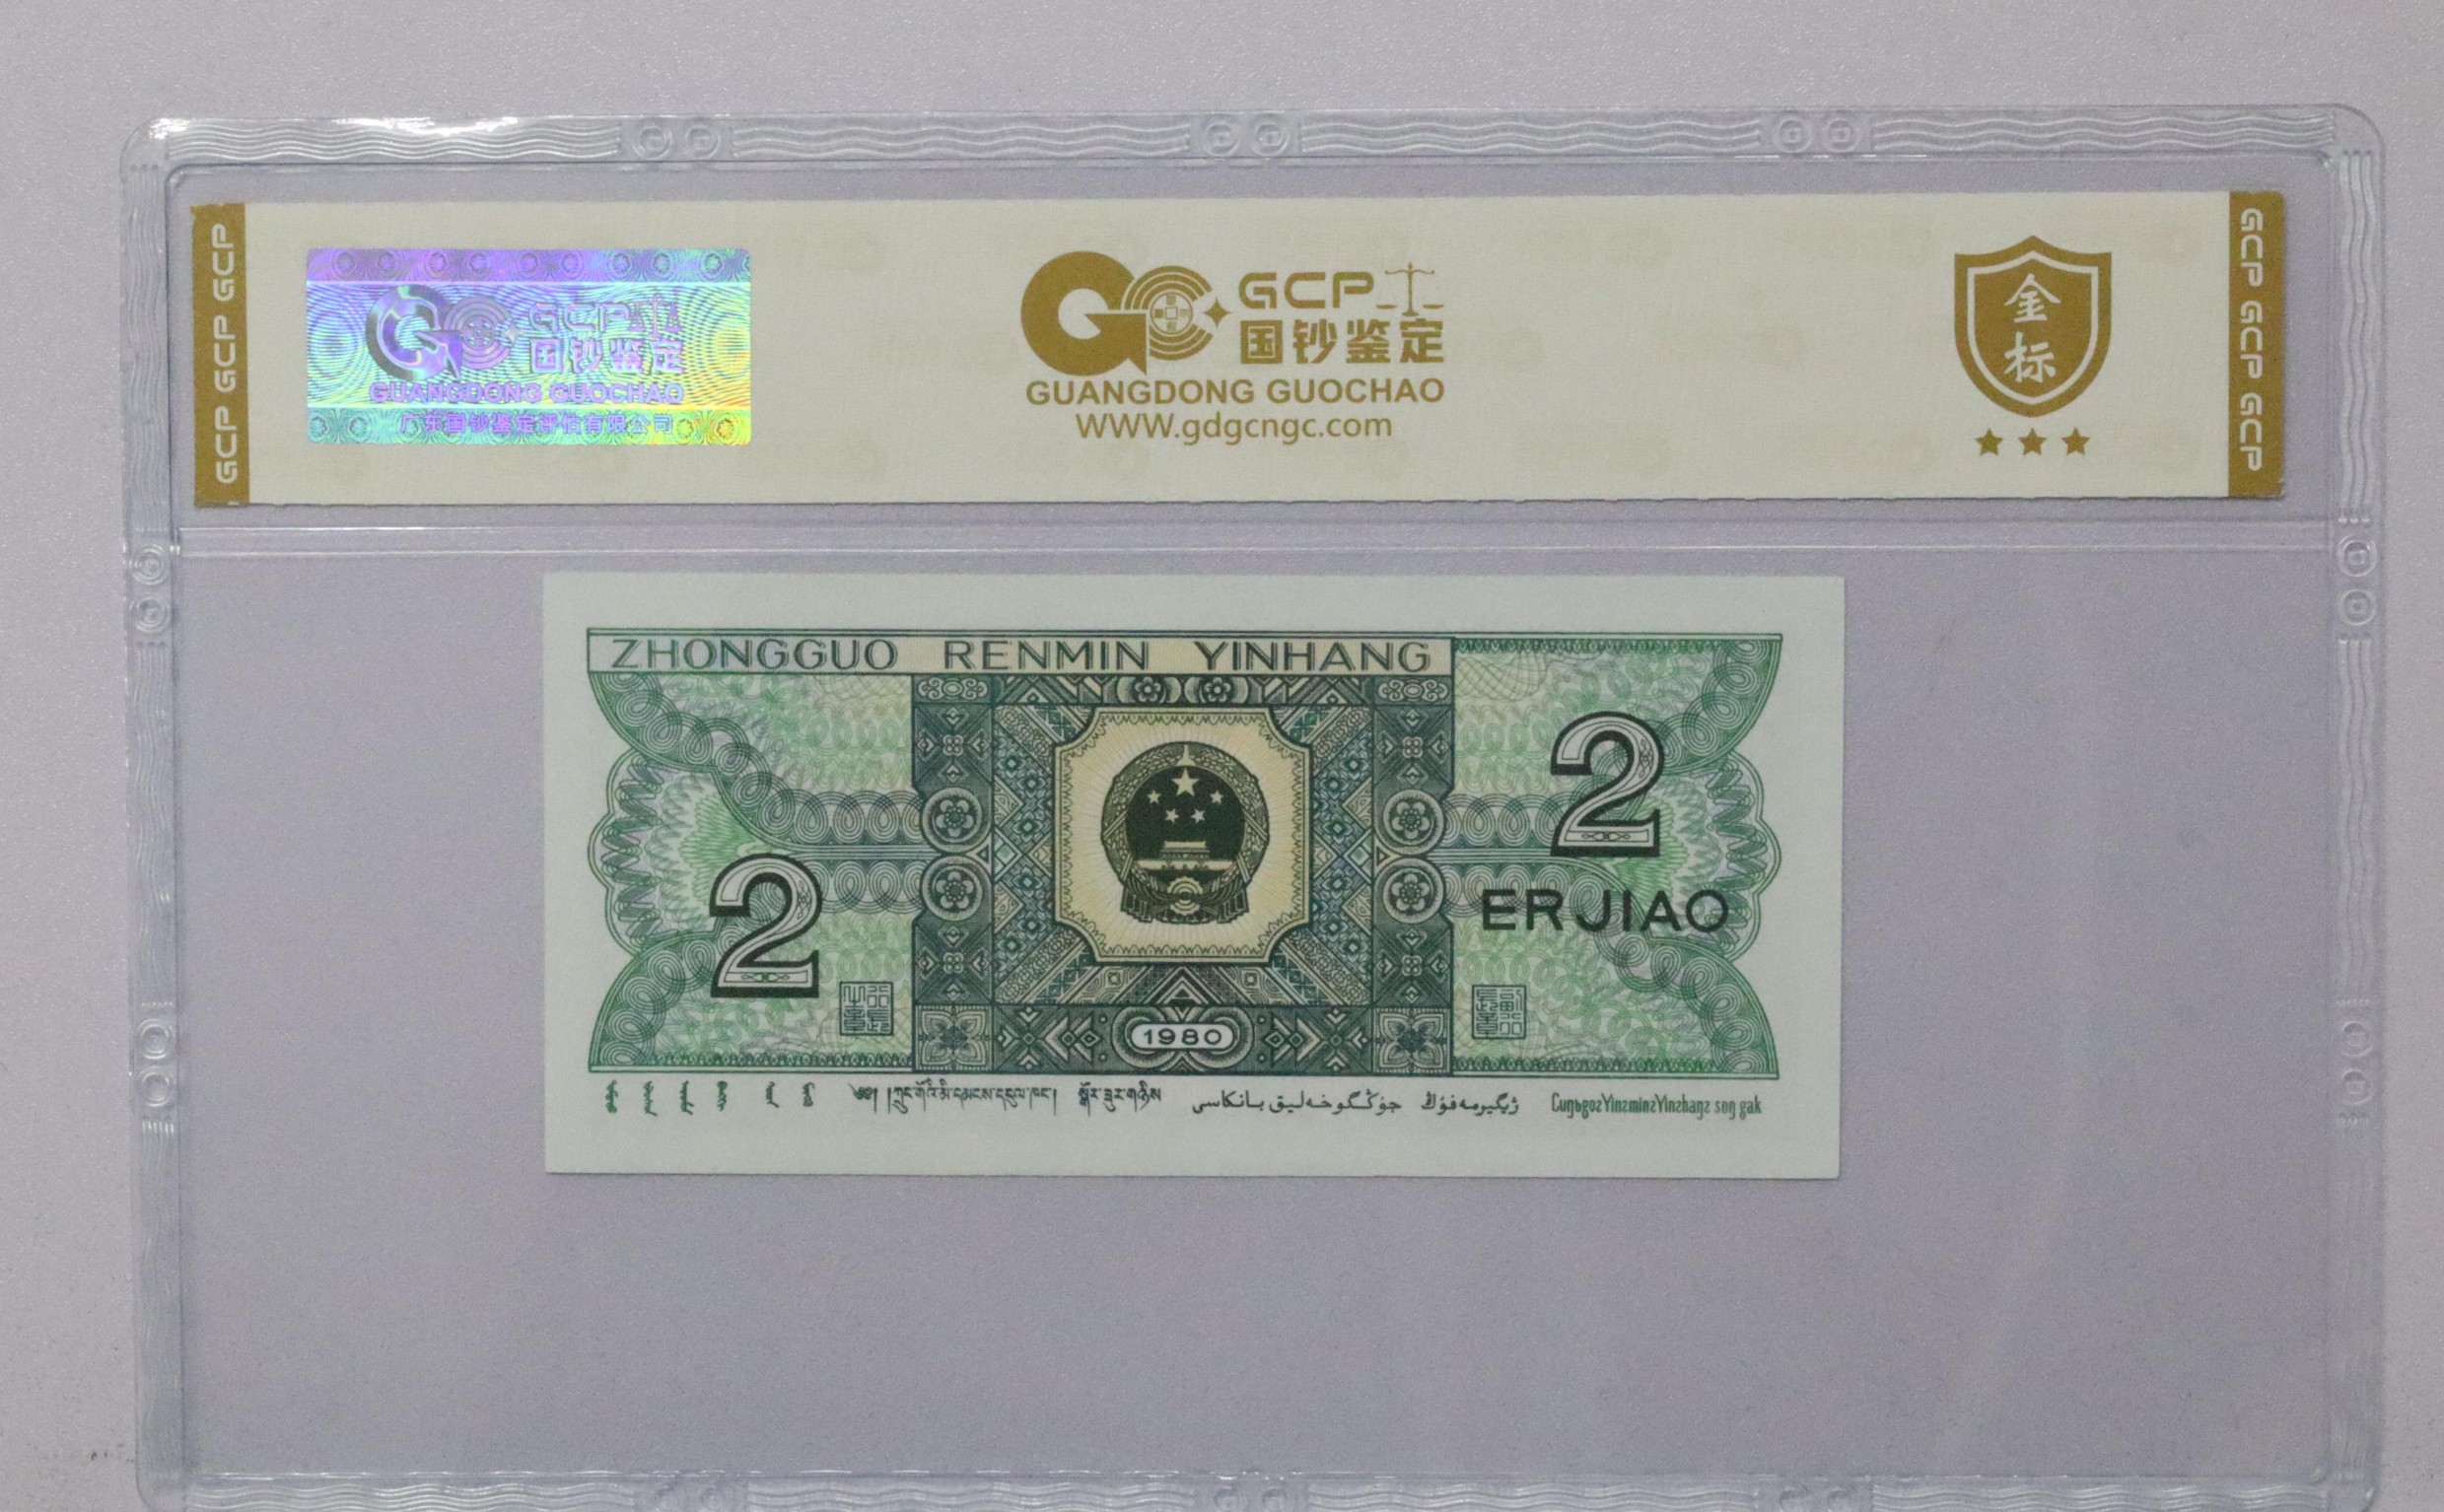 GCP GCP GCP
GCP
国钞鉴定
GUANGDONG GUOCHAO
广东国钞鉴定评估有限公司
GCP
国钞鉴定
GUANGDONG GUOCHAO
WWW.gdgcngc.com
金
标
GCP GCP GCP
ZHONGGUO RENMIN YINHANG
2
2
ERJIAO
1980
جۇڭگوخەلىق بانكاسى